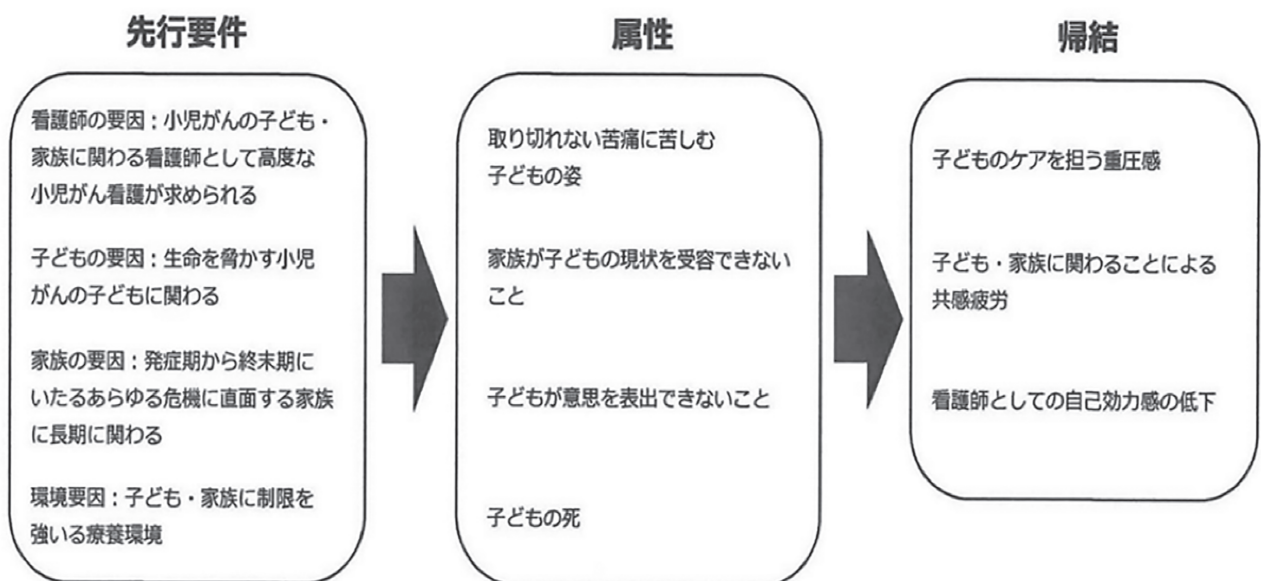 先行要件
看護師の要因：小児がんの子ども・
家族に関わる看護師として高度な
小児がん看護が求められる
子どもの要因：生命を脅かす小児
がんの子どもに関わる
家族の要因：発症期から終末期に
いたるあらゆる危機に直面する家族
に長期に関わる
環境要因：子ども・家族に制限を
強いる療養環境
属性
取り切れない苦痛に苦しむ
子どもの姿
家族が子どもの現状を受容できない
こと
子どもが意思を表出できないこと
子どもの死
帰結
子どものケアを担う重圧感
子ども・家族に関わることによる
共感疲労
看護師としての自己効力感の低下